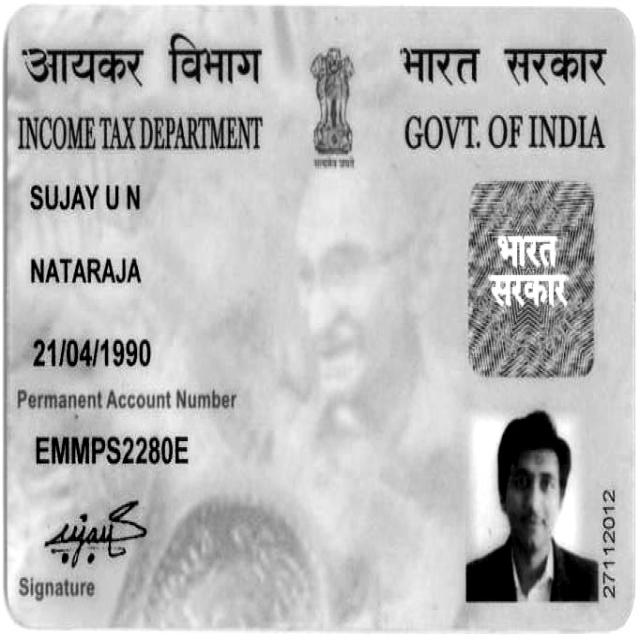 आयकर विभाग
भारत सरकार
INCOME TAX DEPARTMENT
GOVT. OF INDIA
सत्यमेव जयते
SUJAY U N
NATARAJA
21/04/1990
Permanent Account Number
EMMPS2280E
भारत
सरकार
Sujay S
Signature
27112012